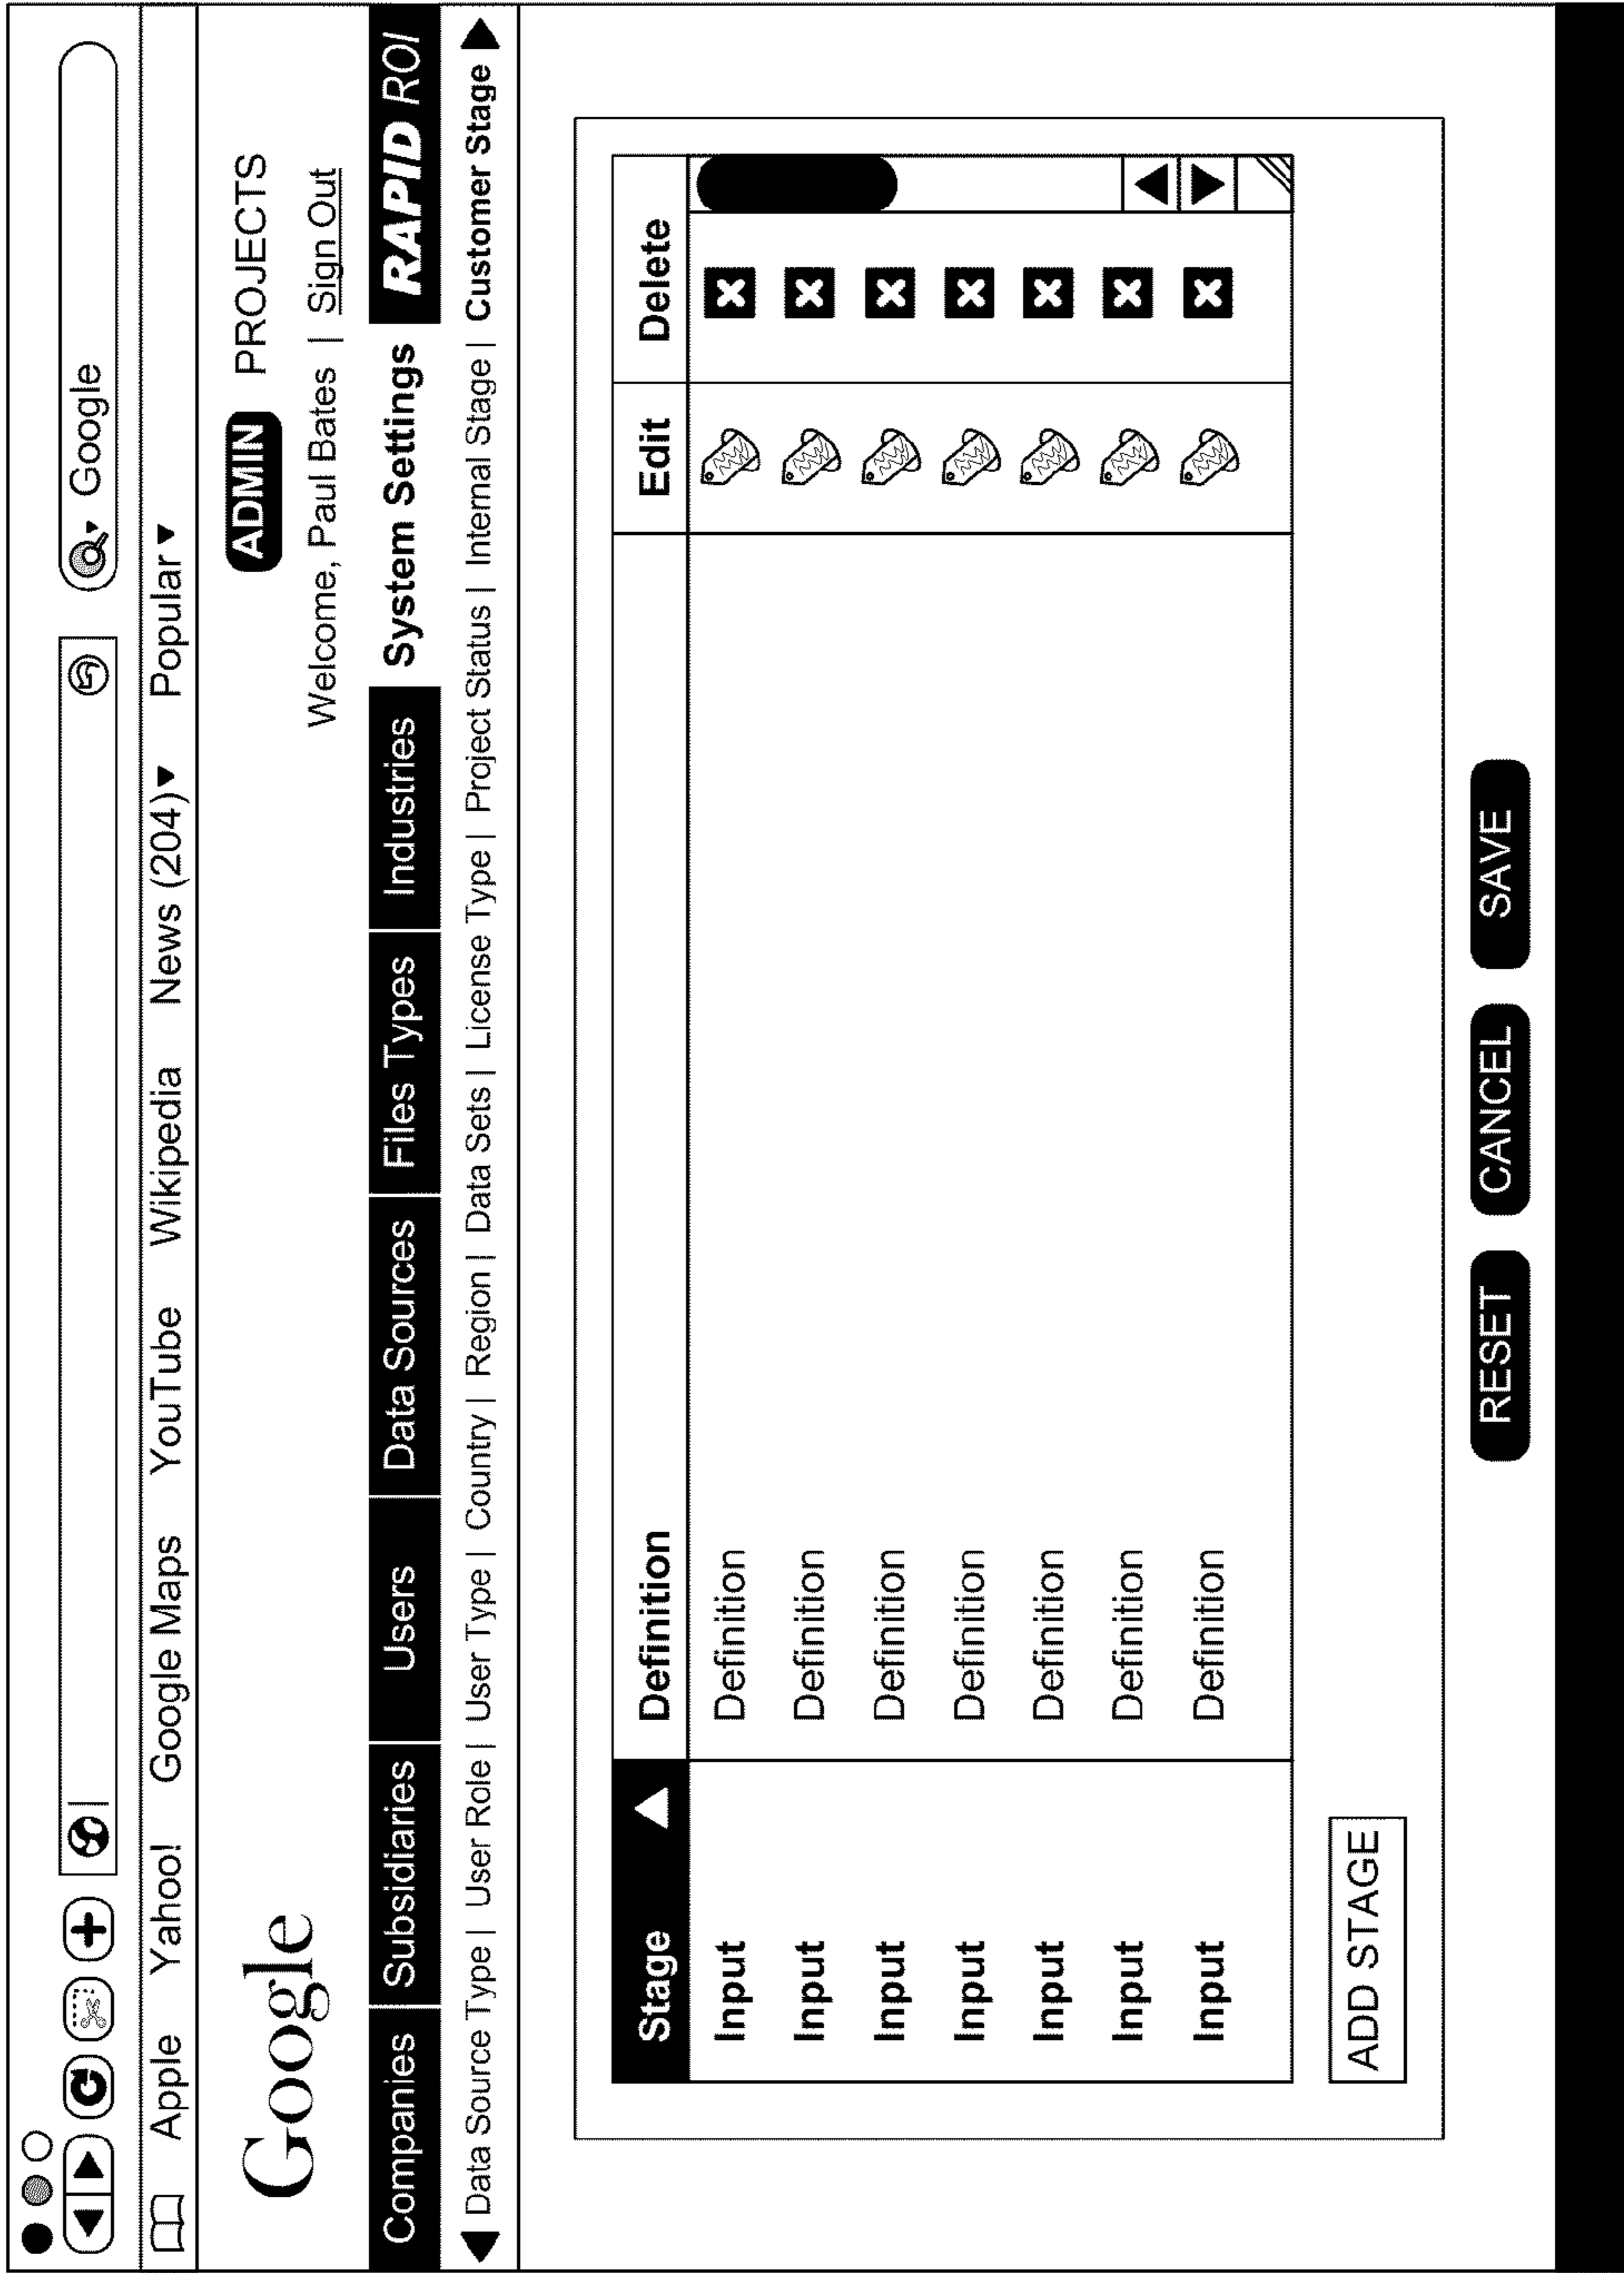 Google
Apple Yahoo! Google Maps YouTube Wikipedia News (204) Popular
Google
ADMIN PROJECTS
Welcome, Paul Bates | Sign Out
Companies Subsidiaries Users Data Sources Files Types Industries System Settings RAPID ROI
Data Source Type | User Role | User Type | Country | Region | Data Sets | License Type | Project Status | Internal Stage | Customer Stage
Stage Definition Edit Delete
Input Definition
Input Definition
Input Definition
Input Definition
Input Definition
Input Definition
Input Definition
ADD STAGE
RESET CANCEL SAVE